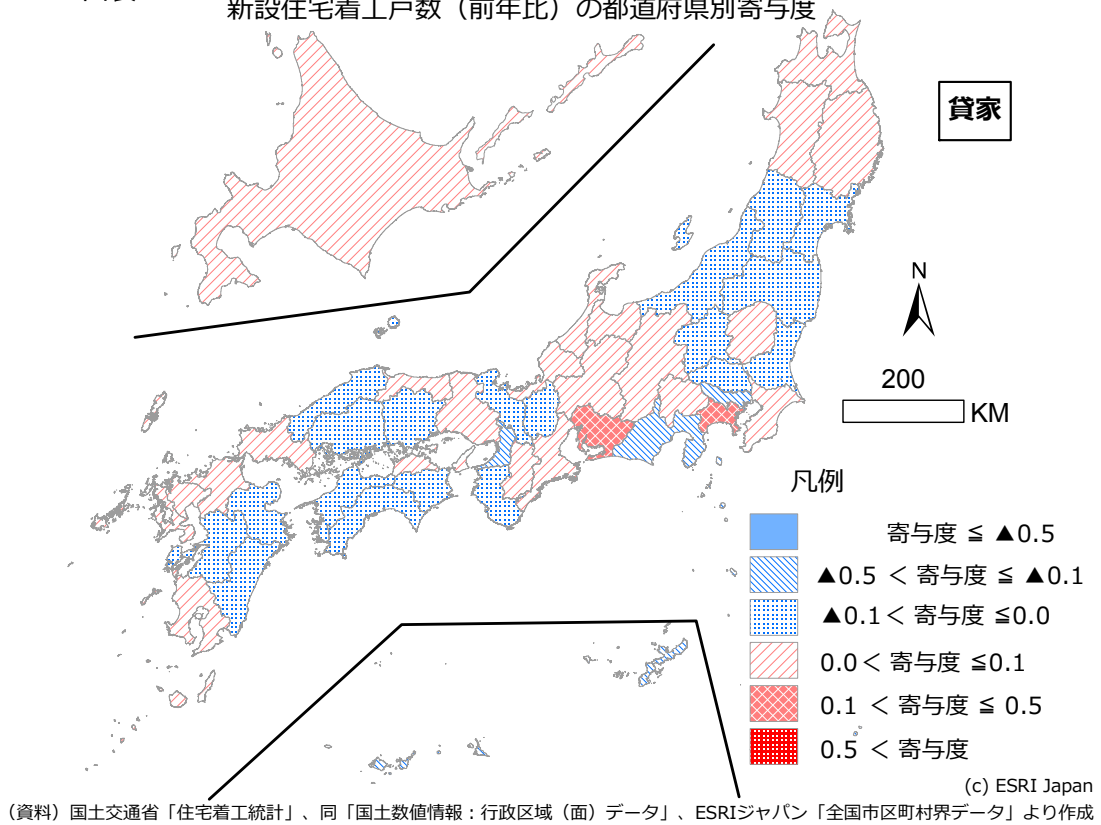 新設住宅着工戸数（前年比）の都道府県別寄与度
貸家
N
200
KM
凡例
寄与度 ≦ ▲0.5
▲0.5 < 寄与度 ≦ ▲0.1
▲0.1< 寄与度 ≦0.0
0.0< 寄与度 ≦0.1
0.1 < 寄与度 ≦ 0.5
0.5 < 寄与度
(c) ESRI Japan
（資料）国土交通省「住宅着工統計」、同「国土数値情報：行政区域（面）データ」、ESRIジャパン「全国市区町村界データ」より作成